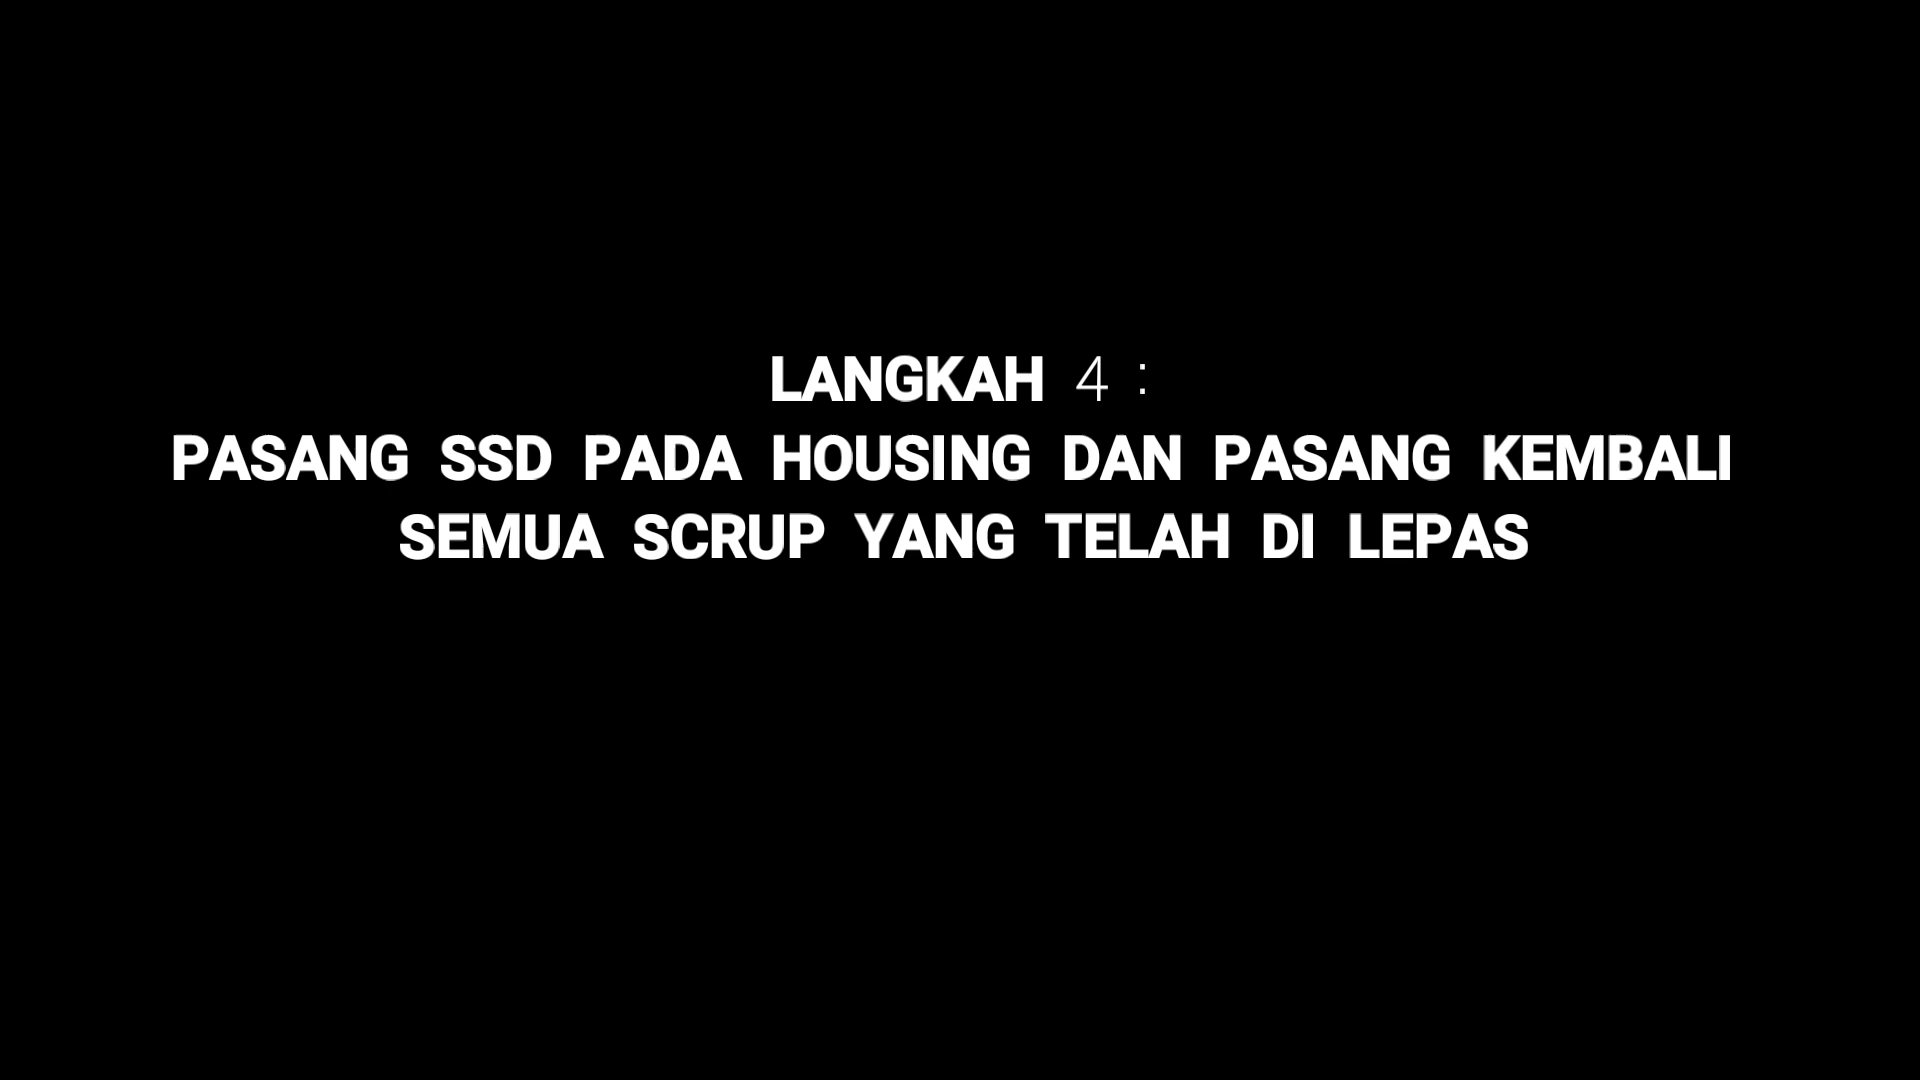 LANGKAH 4 :
PASANG SSD PADA HOUSING DAN PASANG KEMBALI
SEMUA SCRUP YANG TELAH DI LEPAS